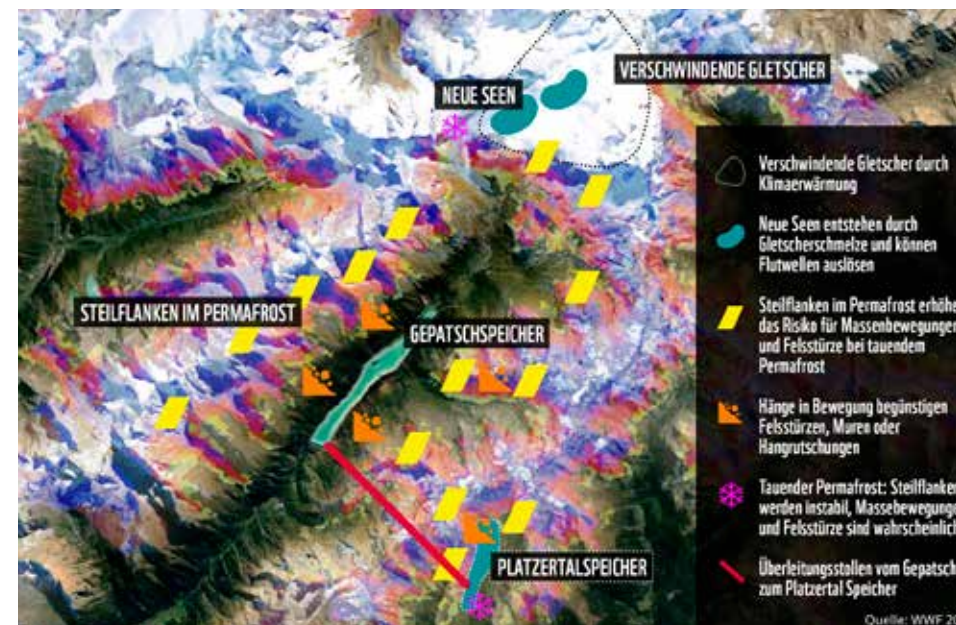 VERSCHWINDENDE GLETSCHER
NEUE SEEN
STEILFLANKEN IM PERMAFROST
GEPATSCHSPEICHER
PLATZERTALSPEICHER
Verschwindende Gletscher durch
Klimaerwärmung
Neue Seen entstehen durch
Gletscherschmelze und können
Flutwellen auslösen
Steilflanken im Permafrost erhöhe
das Risiko für Massenbewegungen
und Felsstürze bei tauendem
Permafrost
Hänge in Bewegung begünstigen
Felsstürzen, Muren oder
Hangrutschungen
Tauender Permafrost: Steilflanken
werden instabil, Massebewegunge
und Felsstürze sind wahrscheinlich
Überleitungsstollen vom Gepatsch
zum Platzertal Speicher
Quelle: WWF 20